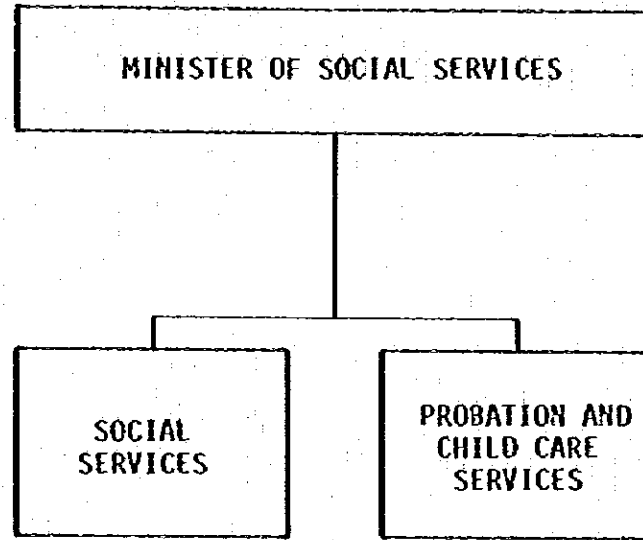 MINISTER OF SOCIAL SERVICES
SOCIAL
SERVICES
PROBATION AND
CHILD CARE
SERVICES